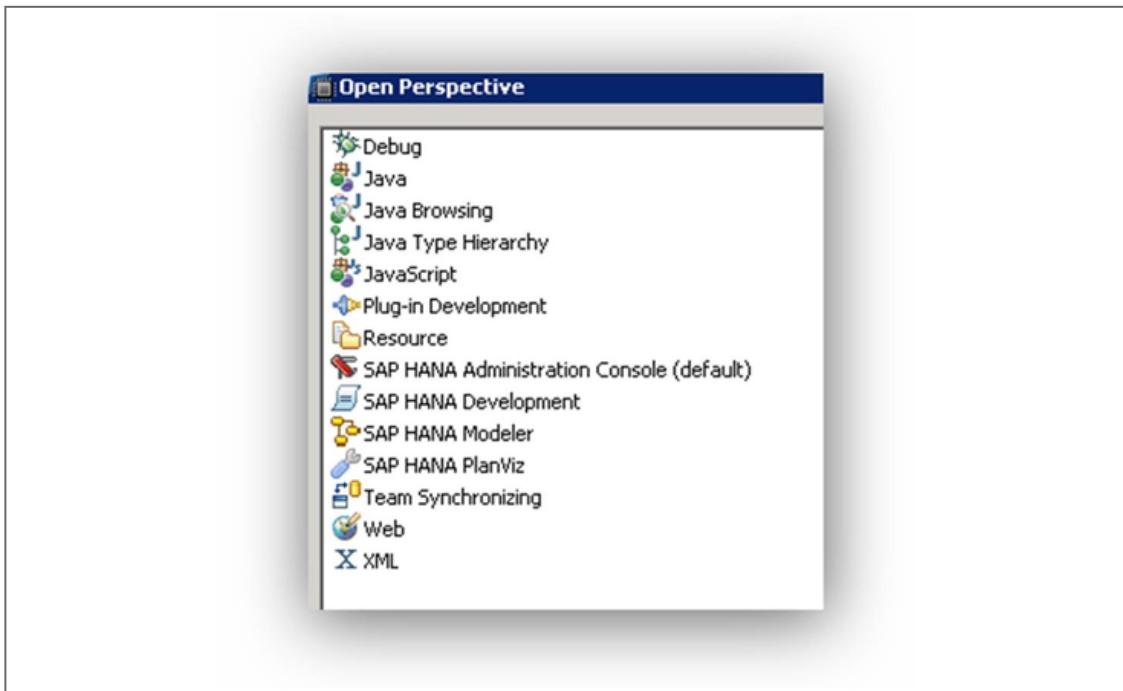 Open Perspective
Debug
Java
Java Browsing
Java Type Hierarchy
JavaScript
Plug-in Development
Resource
SAP HANA Administration Console (default)
SAP HANA Development
SAP HANA Modeler
SAP HANA PlanViz
Team Synchronizing
Web
XML